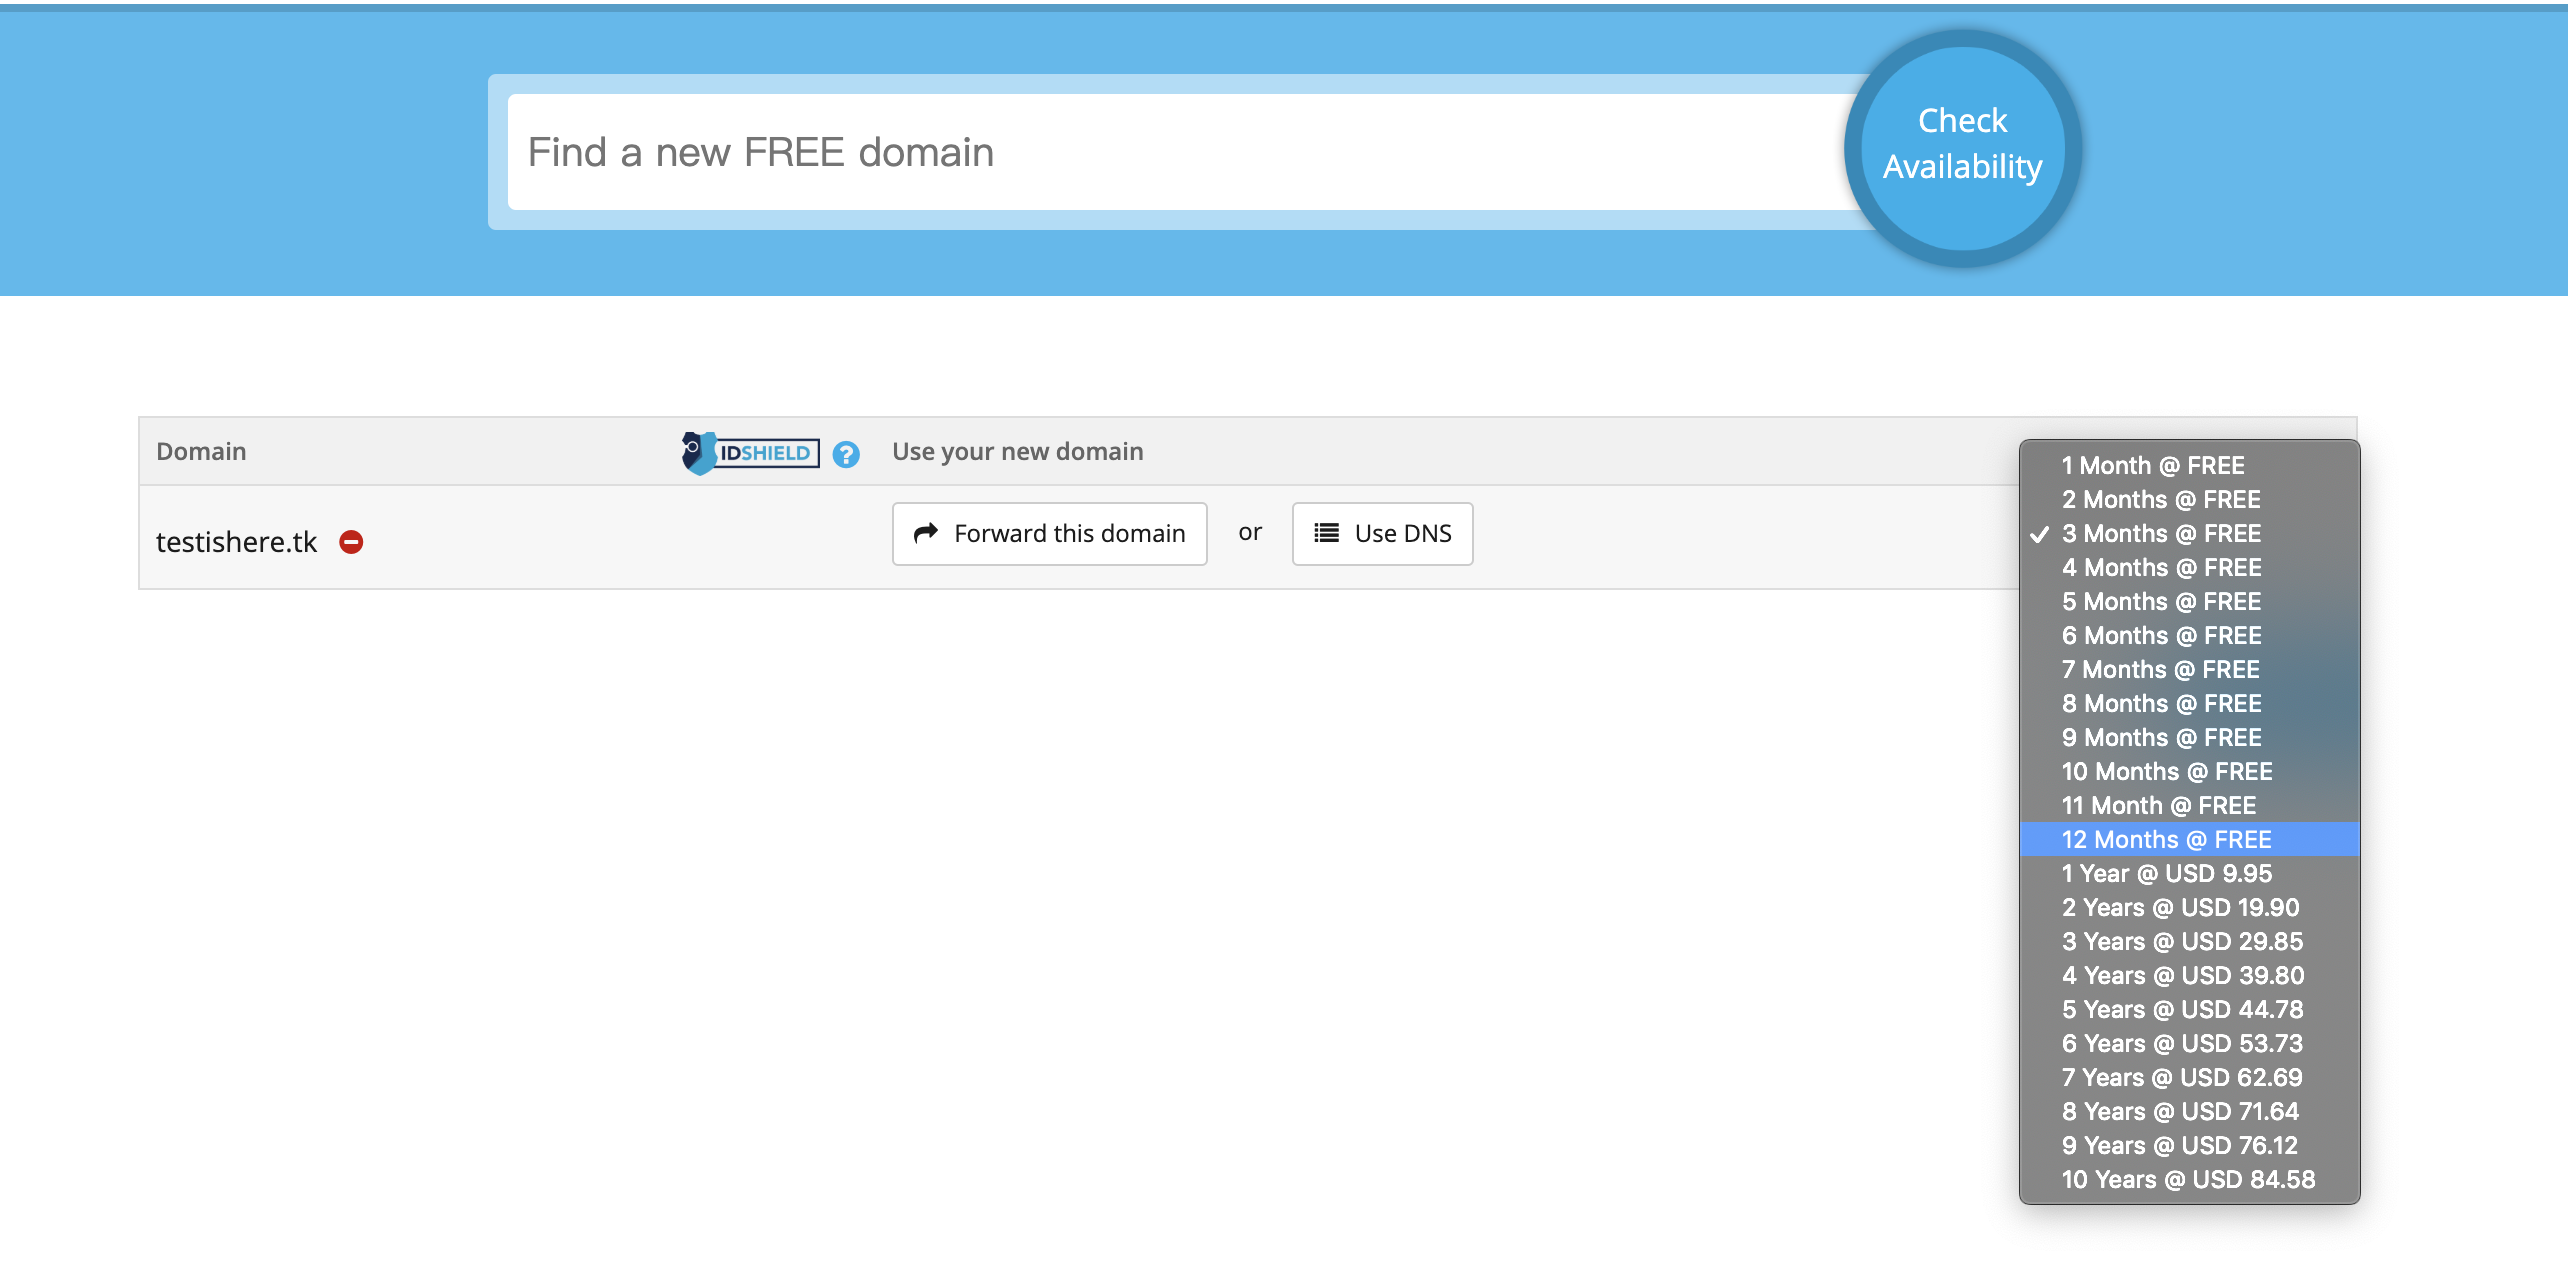 Find a new FREE domain
Check
Availability
Domain
IDSHIELD
?
Use your new domain
testishere.tk
Forward this domain
or
Use DNS
1 Month @ FREE
2 Months @ FREE
✓ 3 Months @ FREE
4 Months @ FREE
5 Months @ FREE
6 Months @ FREE
7 Months @ FREE
8 Months @ FREE
9 Months @ FREE
10 Months @ FREE
11 Month @ FREE
12 Months @ FREE
1 Year @ USD 9.95
2 Years @ USD 19.90
3 Years @ USD 29.85
4 Years @ USD 39.80
5 Years @ USD 44.78
6 Years @ USD 53.73
7 Years @ USD 62.69
8 Years @ USD 71.64
9 Years @ USD 76.12
10 Years @ USD 84.58